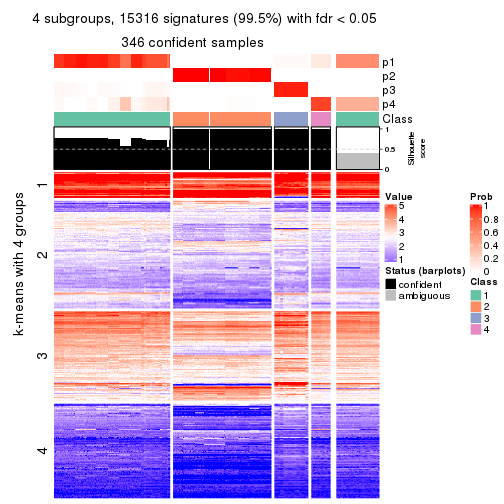 4 subgroups, 15316 signatures (99.5%) with fdr < 0.05
346 confident samples
p1
p2
p3
p4
Class
1
0.5
0
Silhouette
score
k-means with 4 groups
1
2
3
4
Value
5
4
3
2
1
Prob
1
0.8
0.6
0.4
0.2
0
Status (barplots)
confident
ambiguous
Class
1
2
3
4